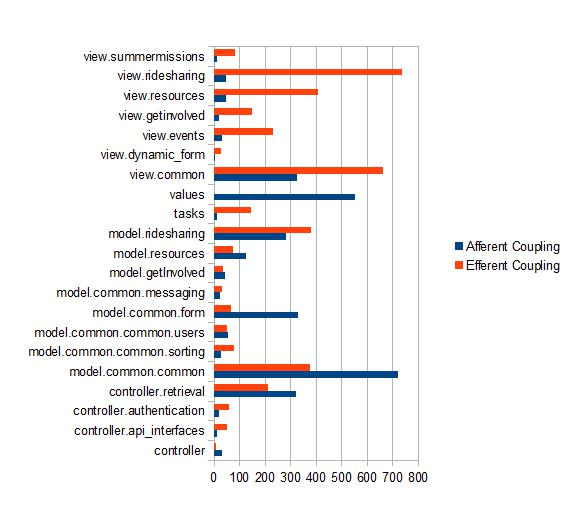 view.summermissions
view.ridesharing
view.resources
view.getinvolved
view.events
view.dynamic_form
view.common
values
tasks
model.ridesharing
model.resources
model.getInvolved
model.common.messaging
model.common.form
model.common.common.users
model.common.common.sorting
model.common.common
controller.retrieval
controller.authentication
controller.api_interfaces
controller
0 100 200 300 400 500 600 700 800
Afferent Coupling
Efferent Coupling